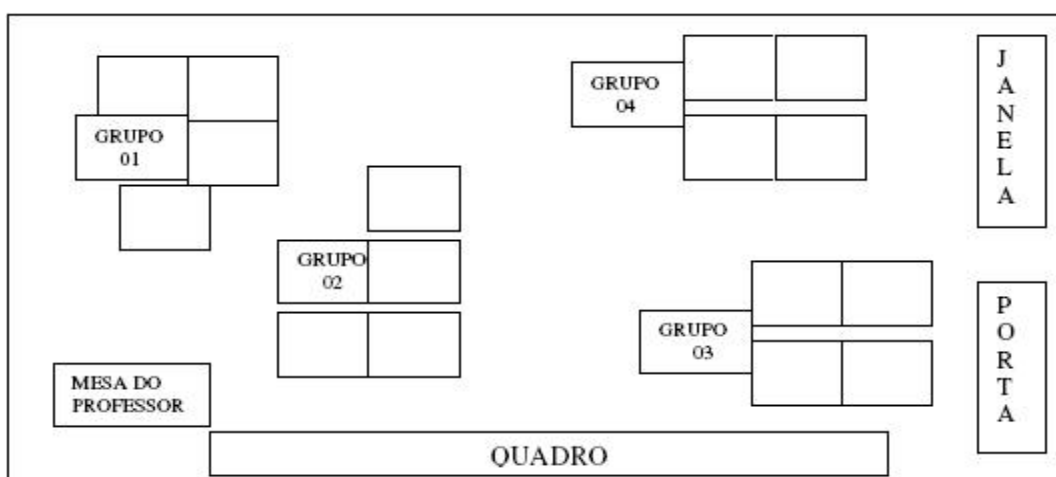 GRUPO
01
GRUPO
04
J
A
N
E
L
A
GRUPO
02
GRUPO
03
P
O
R
T
A
MESA DO
PROFESSOR
QUADRO